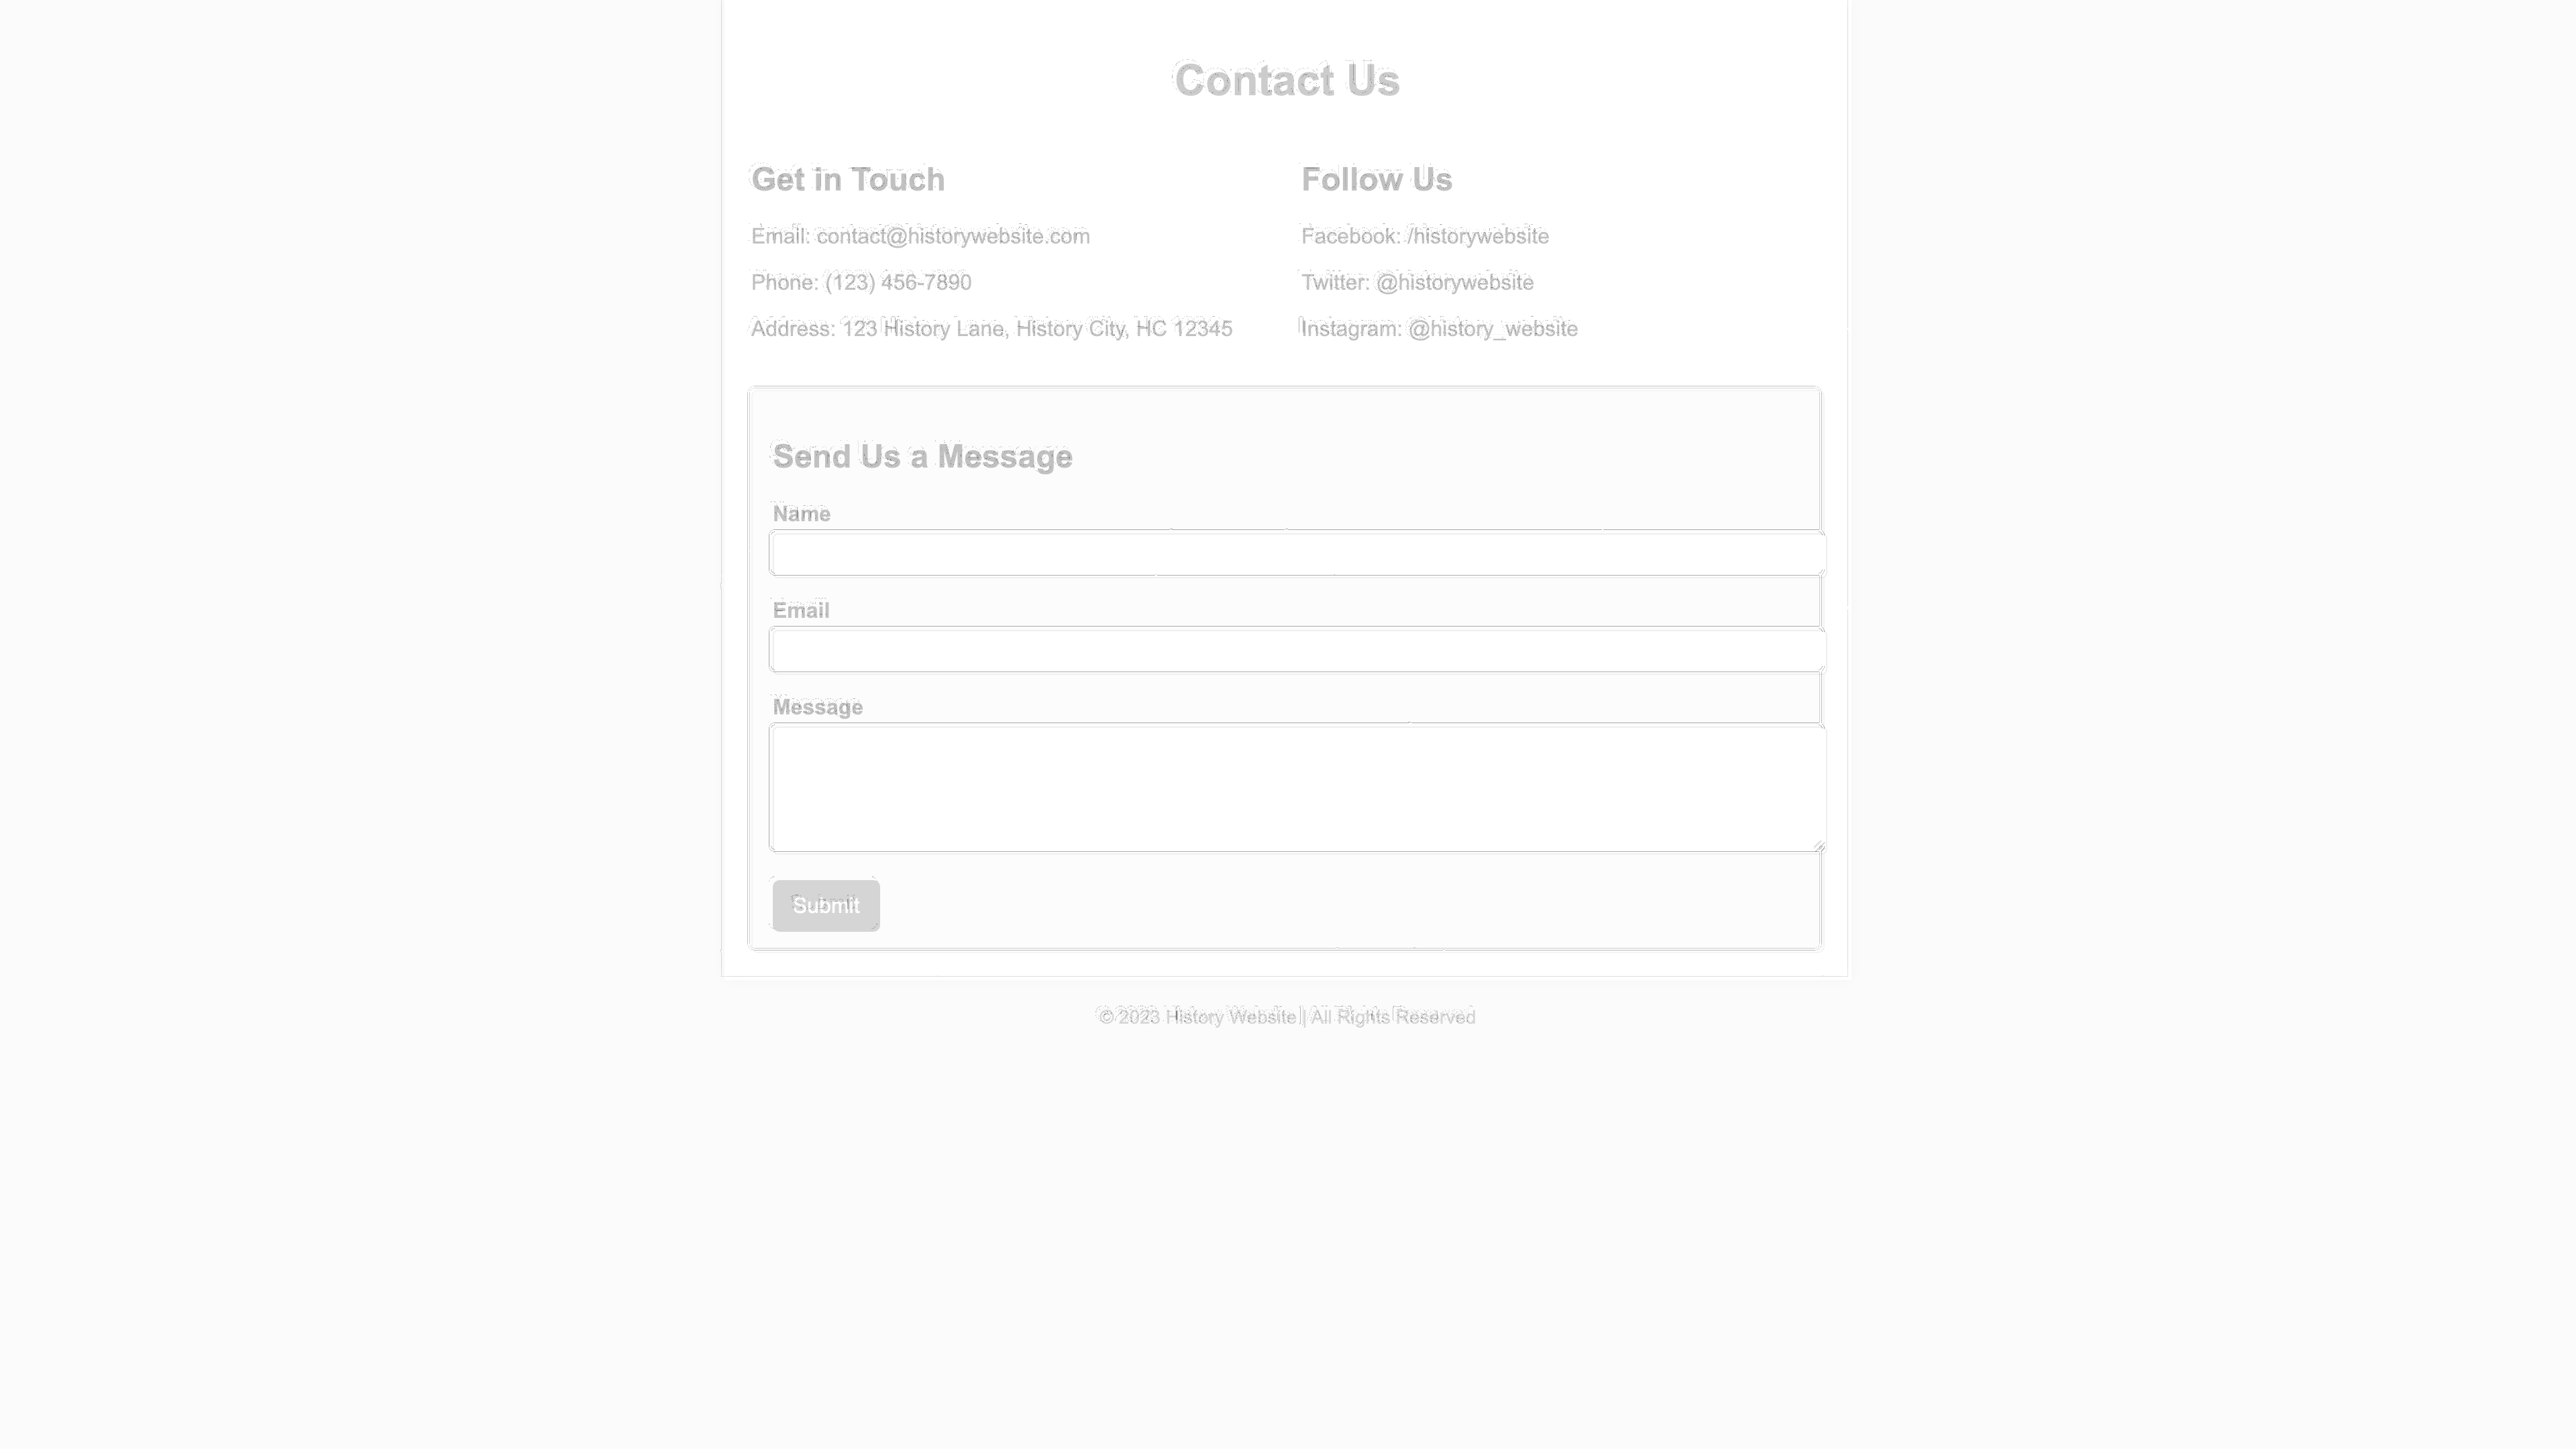 Contact Us
Get in Touch
Email: contact@historywebsite.com
Phone: (123) 456-7890
Address: 123 History Lane, History City, HC 12345
Follow Us
Facebook: /historywebsite
Twitter: @historywebsite
Instagram: @history_website
Send Us a Message
Name
Email
Message
Submit
© 2023 History Website | All Rights Reserved